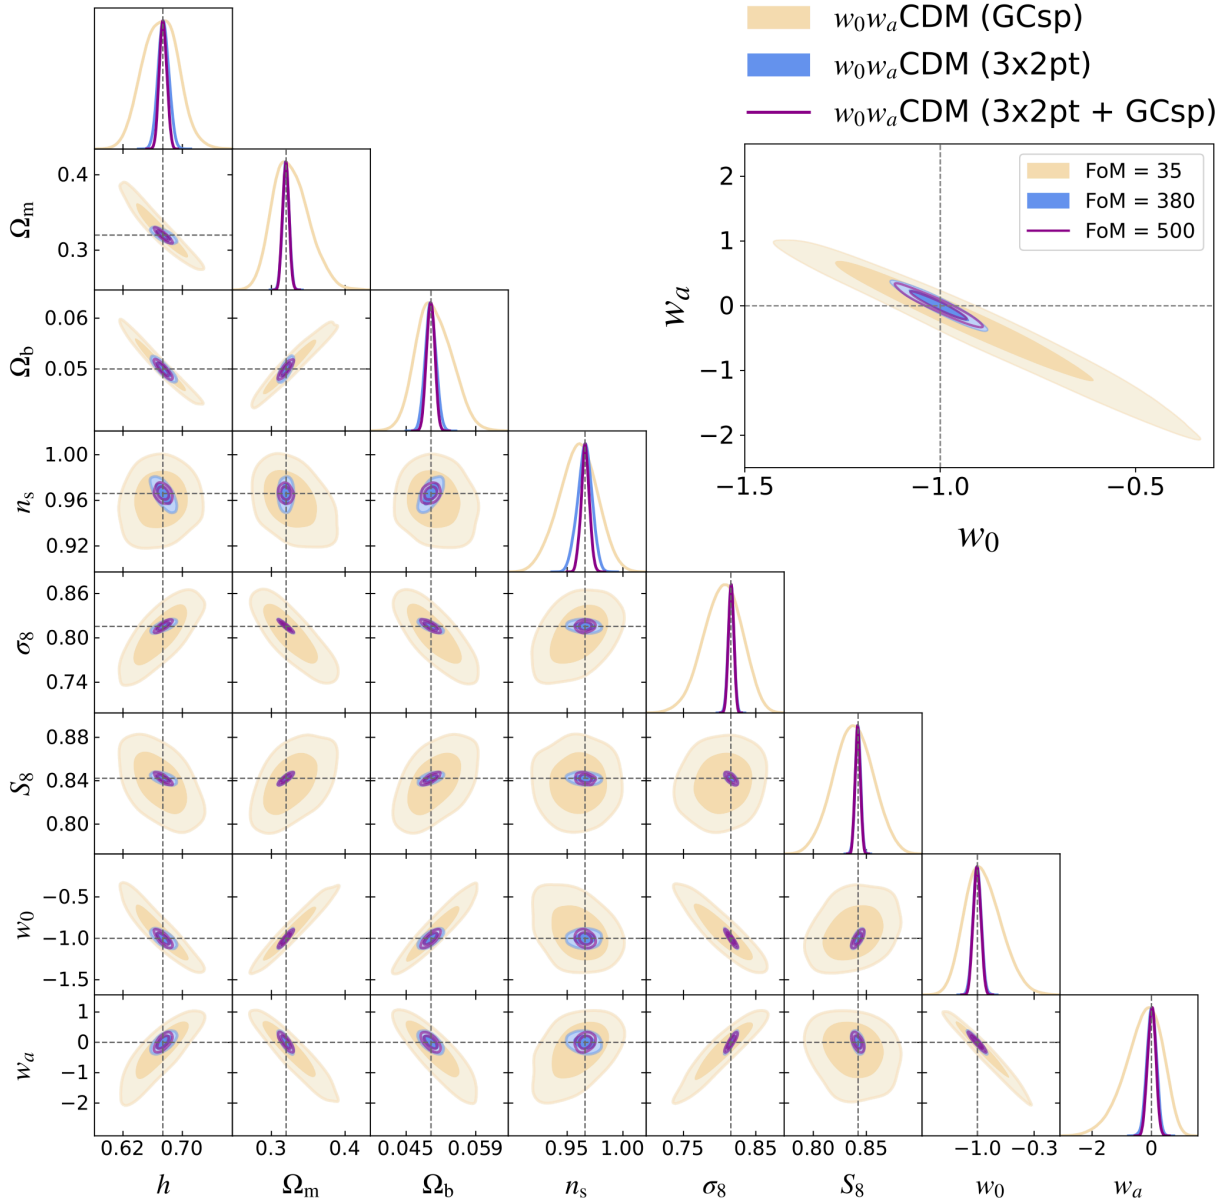 w₀wₐCDM (GCsp)
w₀wₐCDM (3x2pt)
w₀wₐCDM (3x2pt + GCsp)
FoM = 35
FoM = 380
FoM = 500
2
1
0
−1
−2
wₐ
−1.5 −1.0 −0.5
w₀
0.4
0.3
Ωₘ
0.06
0.05
Ω_b
1.00
0.96
0.92
nₛ
0.86
0.80
0.74
σ₈
0.88
0.84
0.80
S₈
−0.5
−1.0
−1.5
w₀
1
0
−1
−2
wₐ
0.62 0.70 0.3 0.4 0.045 0.059 0.96 1.00 0.75 0.85 0.80 0.85 −1.0 −0.3 −2 0
h Ωₘ Ω_b nₛ σ₈ S₈ w₀ wₐ